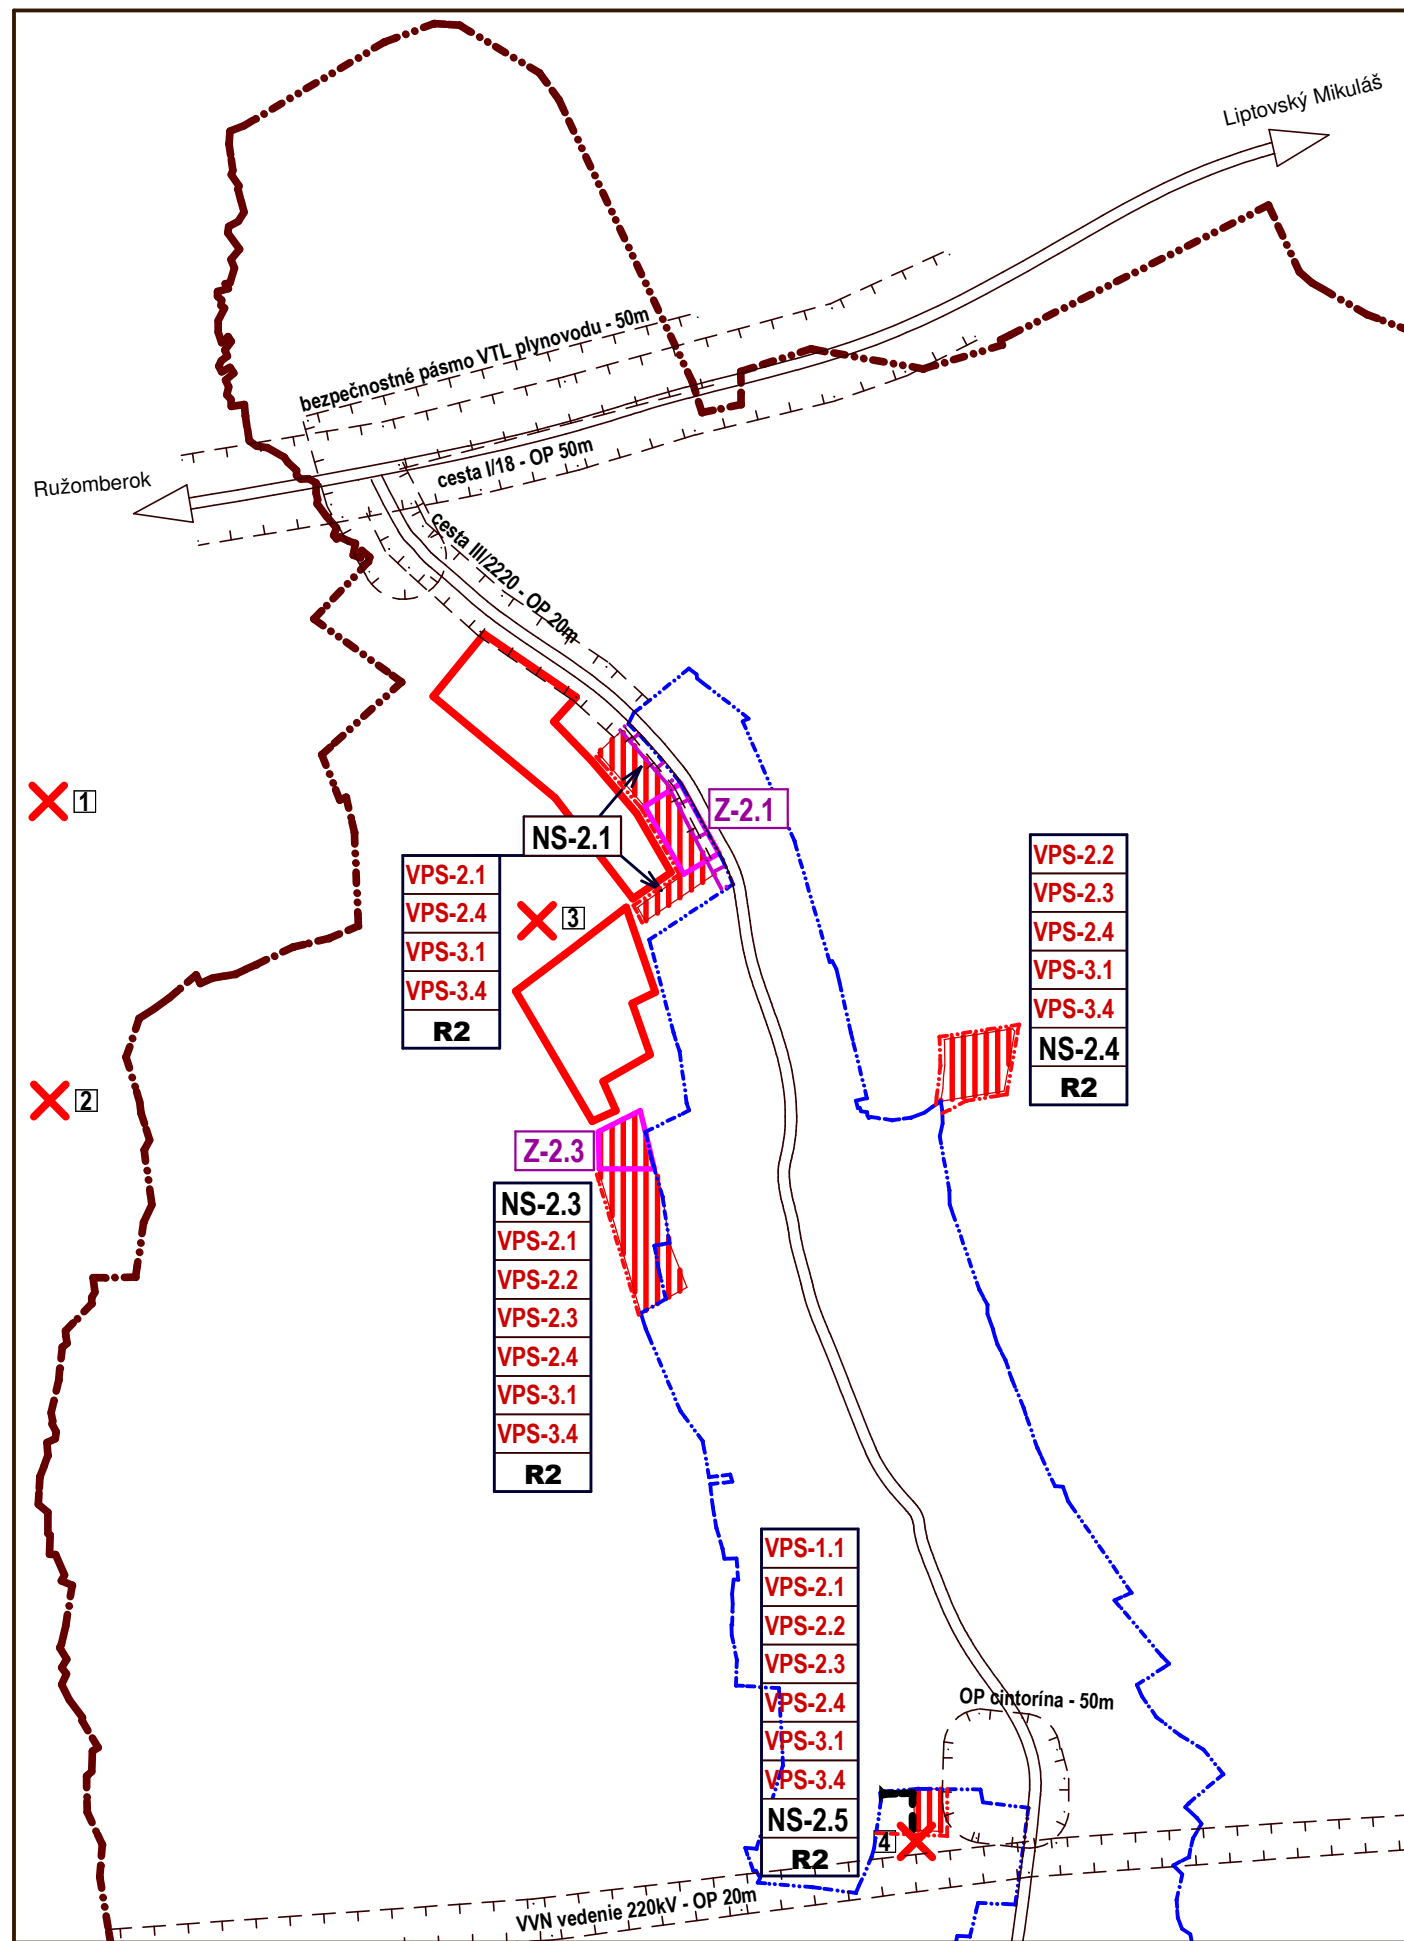 Liptovský Mikuláš
bezpečnostné pásmo VTL plynovodu - 50m
cesta I/18 - OP 50m
Ružomberok
cesta III/2220 - OP 20m
1
Z-2.1
NS-2.1
VPS-2.1
VPS-2.4
VPS-3.1
VPS-3.4
R2
3
VPS-2.2
VPS-2.3
VPS-2.4
VPS-3.1
VPS-3.4
NS-2.4
R2
2
Z-2.3
NS-2.3
VPS-2.1
VPS-2.2
VPS-2.3
VPS-2.4
VPS-3.1
VPS-3.4
R2
VPS-1.1
VPS-2.1
VPS-2.2
VPS-2.3
VPS-2.4
VPS-3.1
VPS-3.4
NS-2.5
R2
OP cintorína - 50m
4
VVN vedenie 220kV - OP 20m